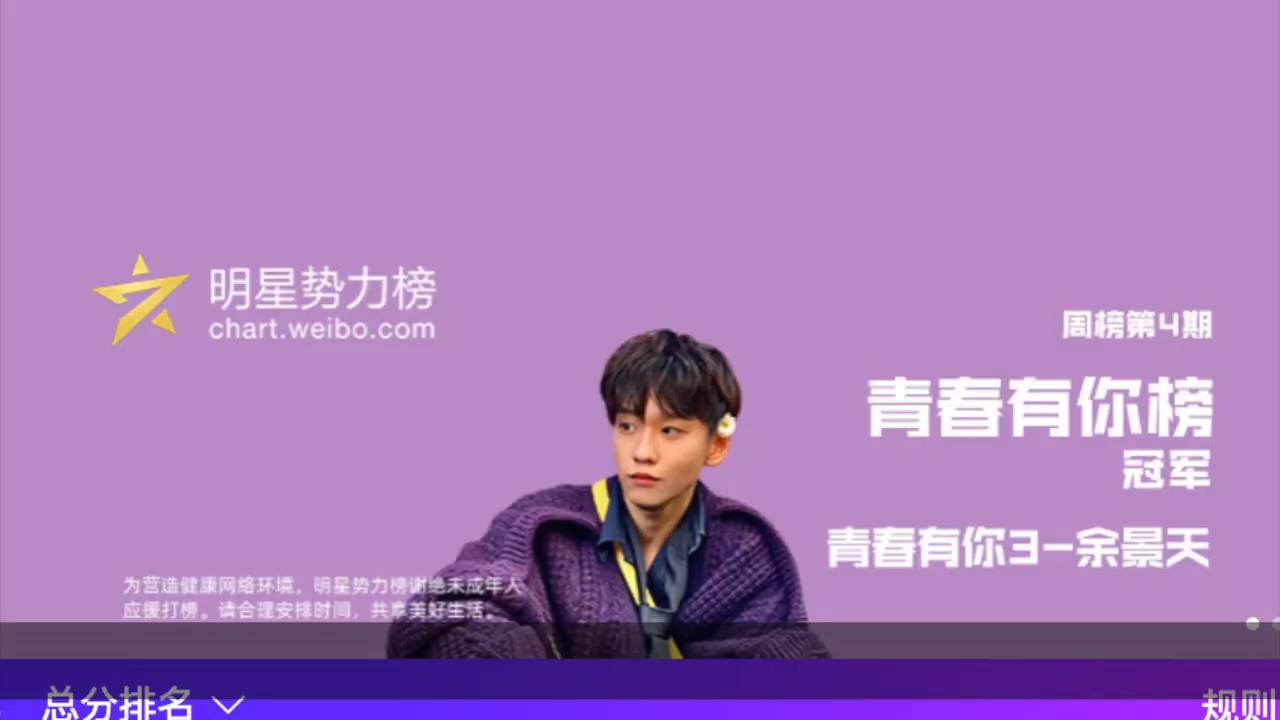 明星势力榜
chart.weibo.com
周榜第4期
青春有你榜
冠军
青春有你3-余景天
为营造健康网络环境，明星势力榜谢绝未成年人
应援打榜。请合理安排时间，共享美好生活。
总分排名
规则